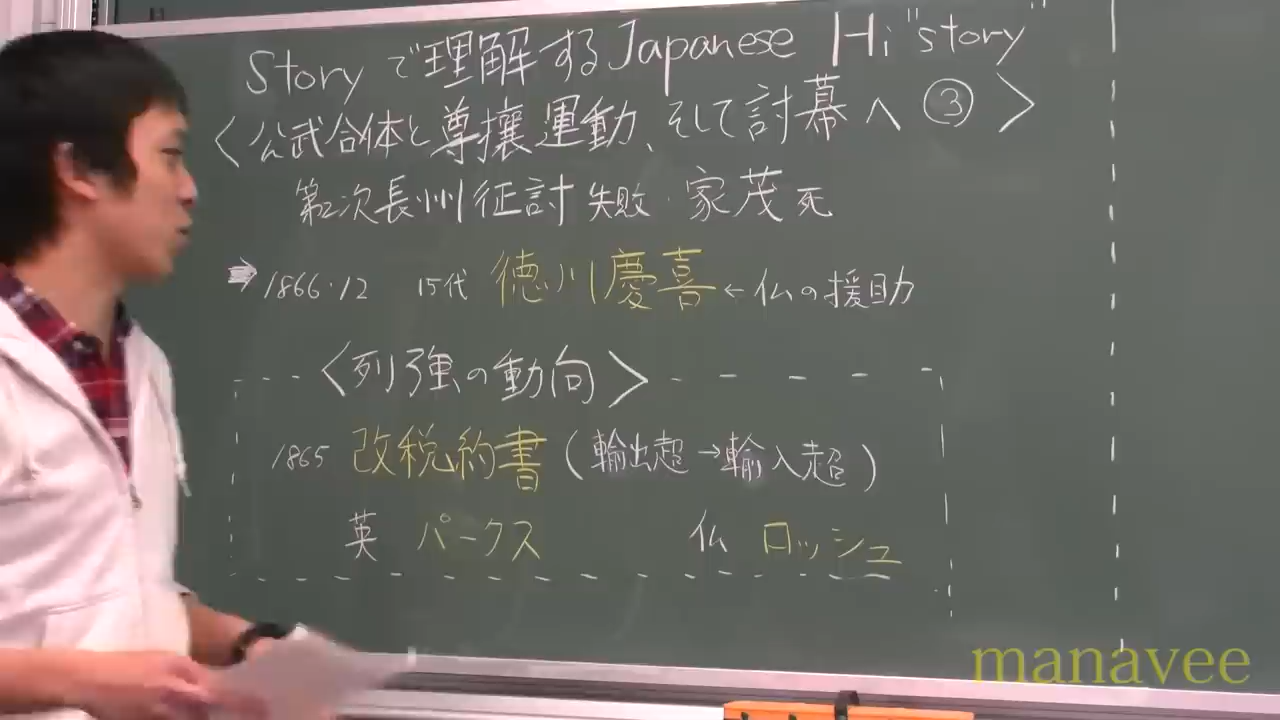 Storyで理解するJapanese Hi"story"
<公武合体と尊攘運動、そして討幕へ③>
第2次長州征討失敗・家茂死
⇒1866.12 15代 徳川慶喜←仏の援助
<列強の動向>
1865 改税約書(輸出超→輸入超)
英 パークス 仏 ロッシュ
manavee